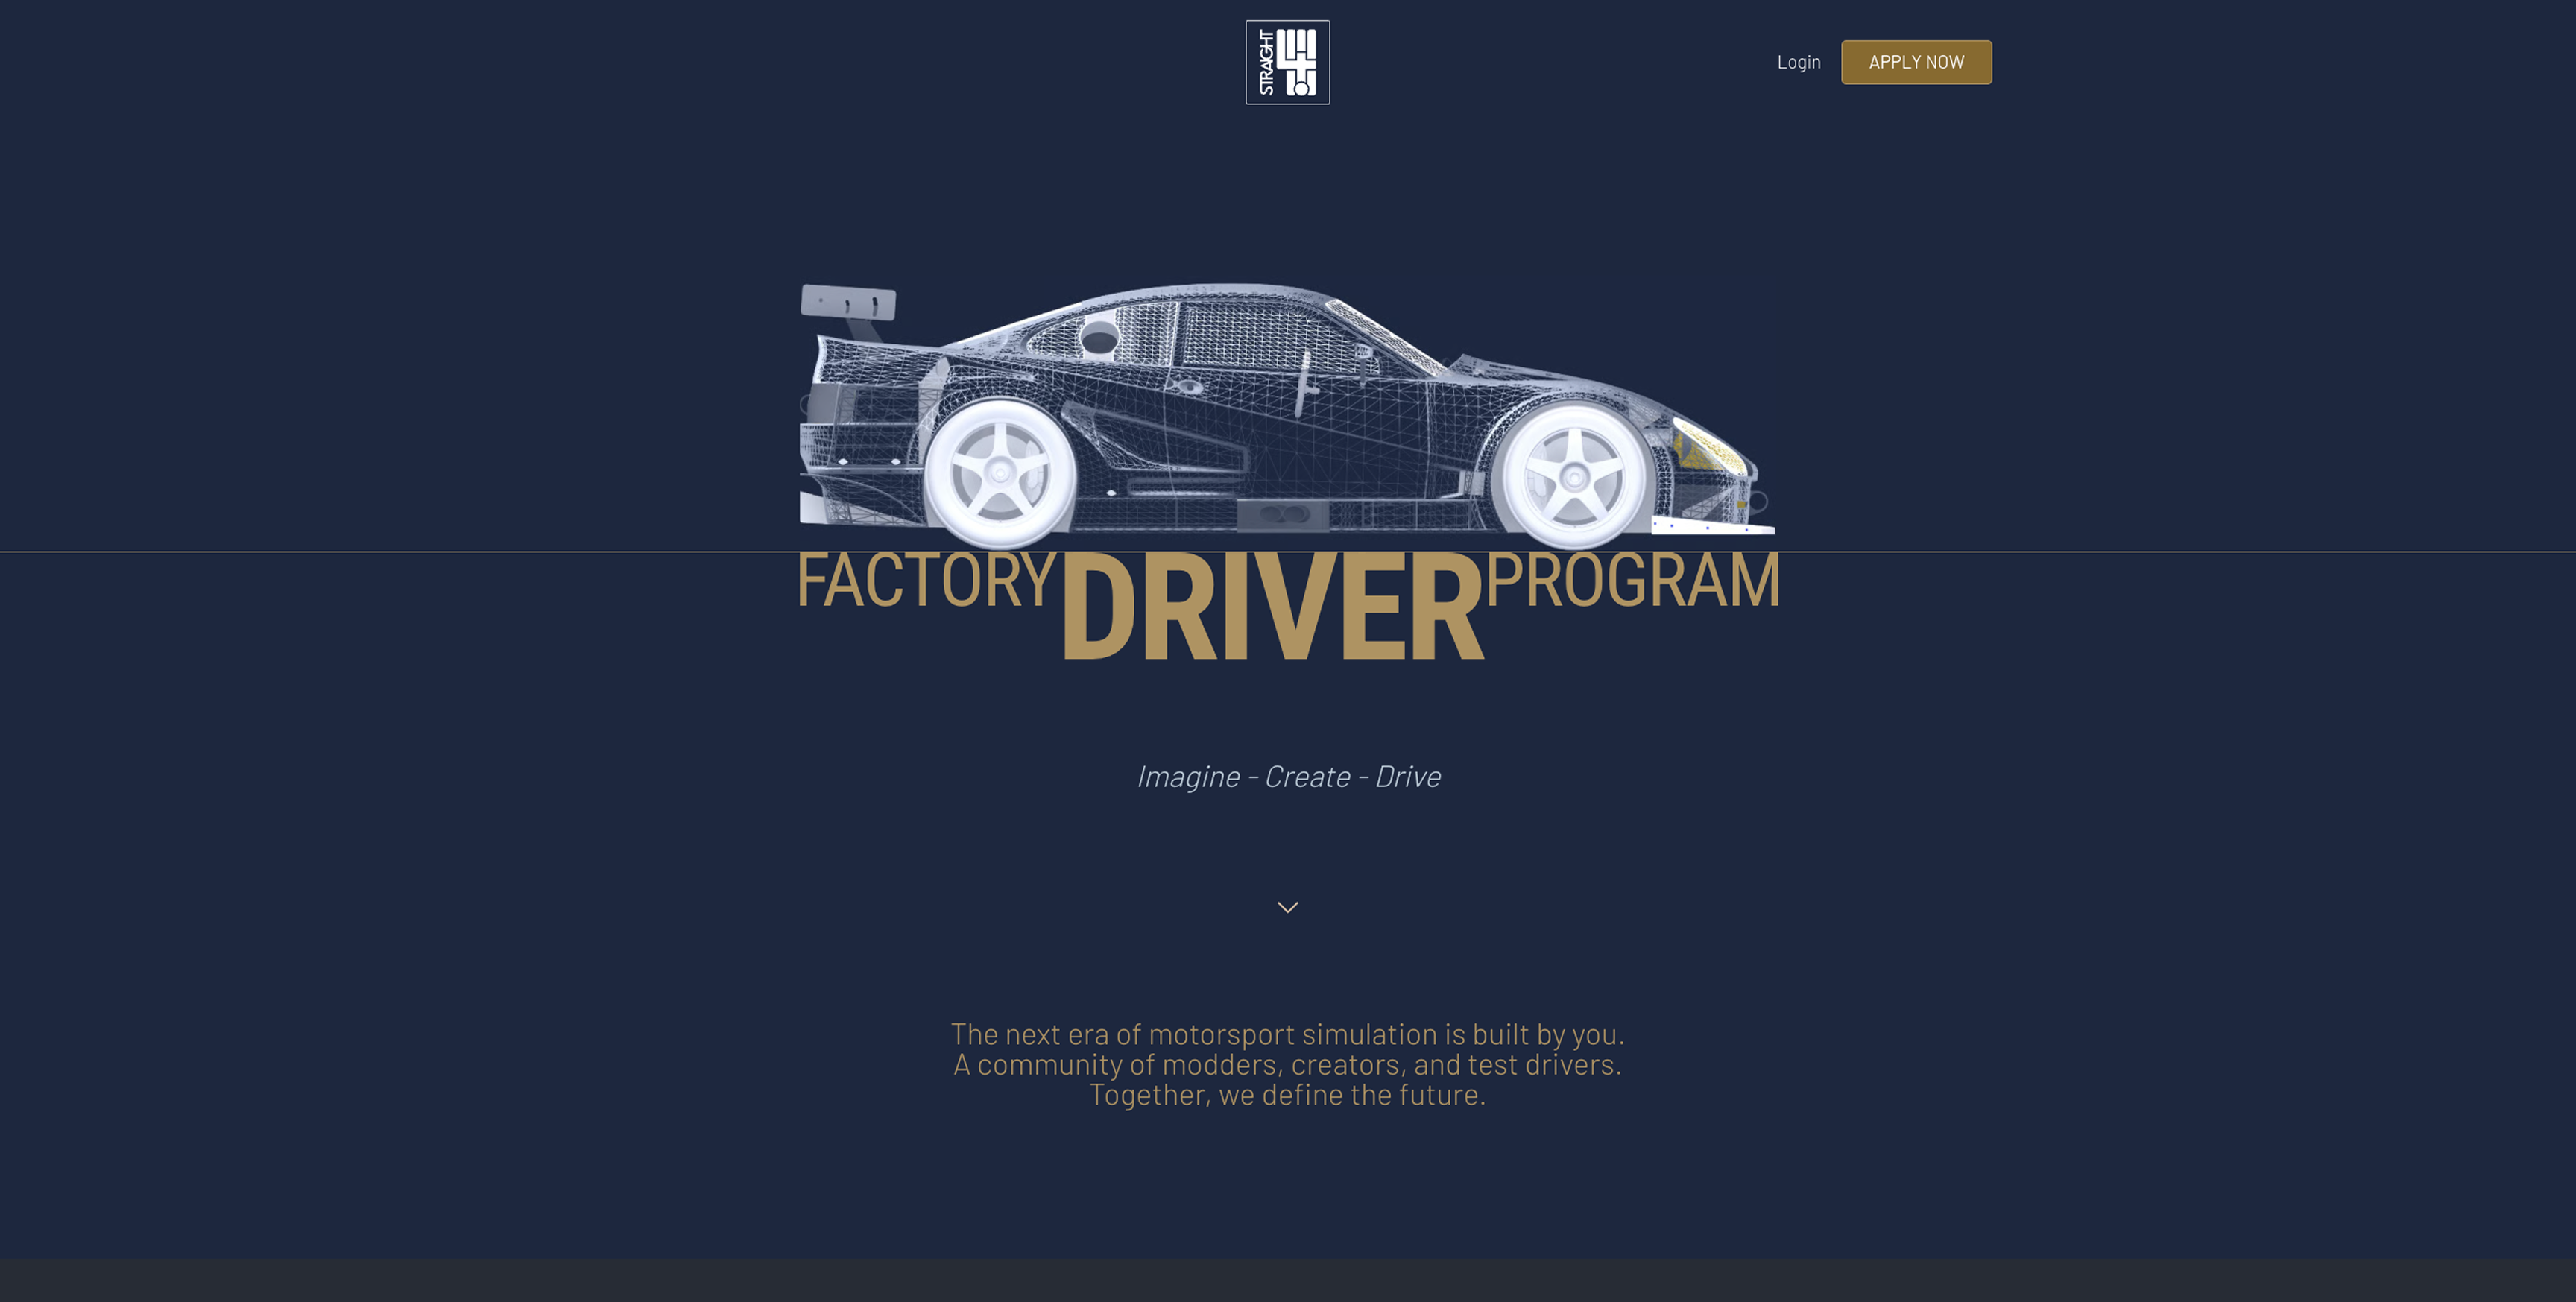 STRAIGHT 4
Login
APPLY NOW
FACTORY DRIVER PROGRAM
Imagine - Create - Drive
The next era of motorsport simulation is built by you.
A community of modders, creators, and test drivers.
Together, we define the future.